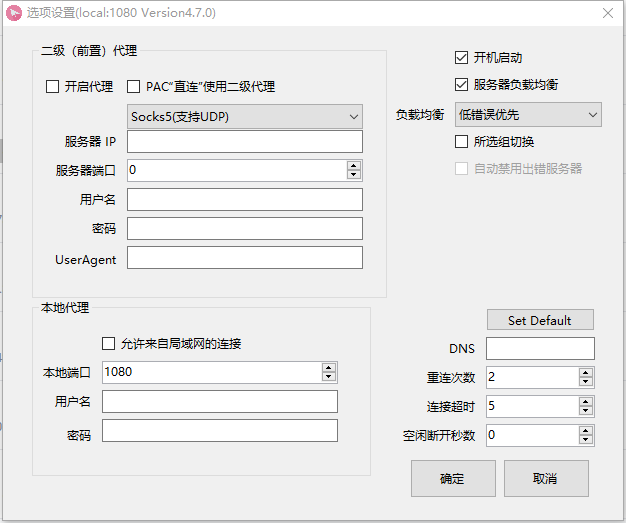 选项设置(local:1080 Version4.7.0)
二级（前置）代理
开启代理
PAC“直连”使用二级代理
Socks5(支持UDP)
服务器 IP
服务器端口
0
用户名
密码
UserAgent
开机启动
服务器负载均衡
负载均衡
低错误优先
所选组切换
自动禁用出错服务器
本地代理
允许来自局域网的连接
本地端口
1080
用户名
密码
Set Default
DNS
重连次数
2
连接超时
5
空闲断开秒数
0
确定
取消